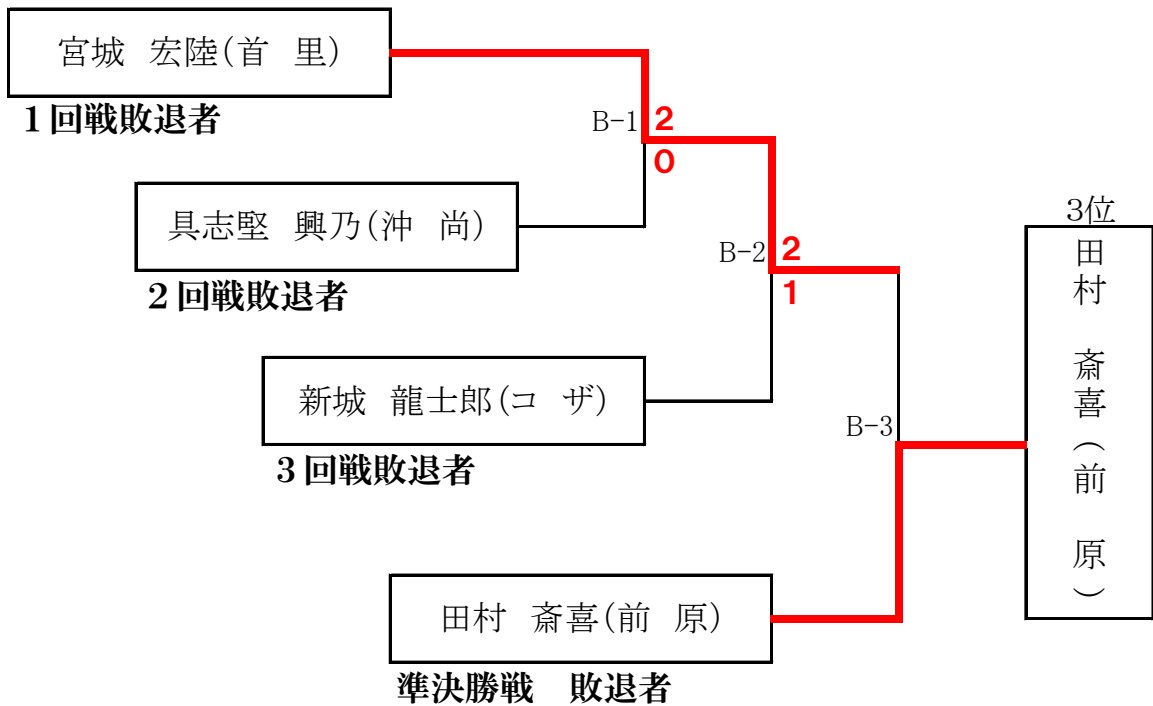 宮城　宏陸(首　里)
１回戦敗退者
B-1
2
0
具志堅　興乃(沖　尚)
２回戦敗退者
B-2
2
1
新城　龍士郎(コ　ザ)
３回戦敗退者
B-3
田村　斎喜(前　原)
準決勝戦　敗退者
3位
田村　斎喜(前　原)